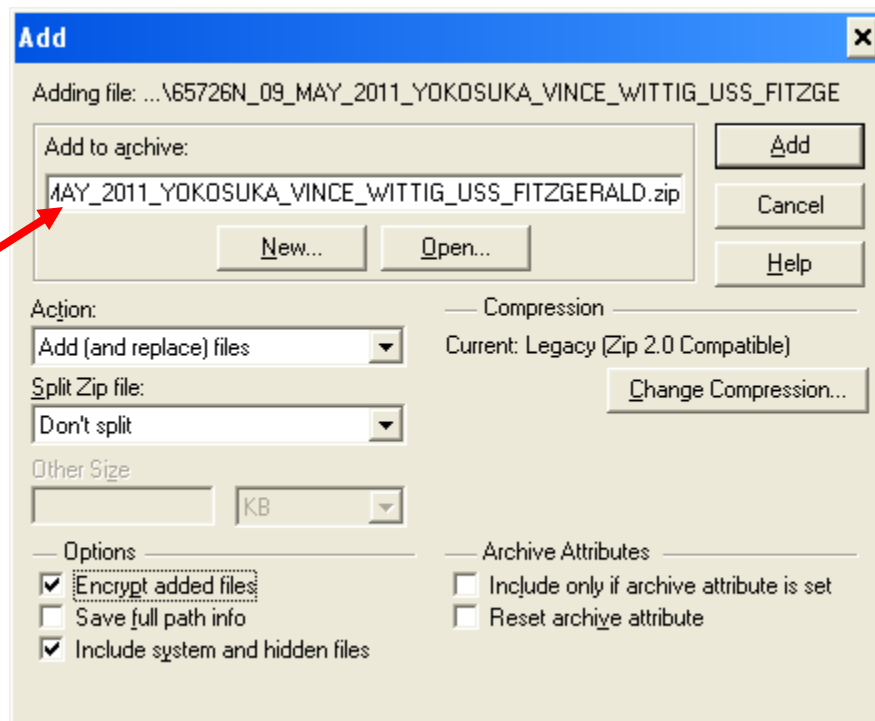 Add
Adding file: ...\65726N_09_MAY_2011_YOKOSUKA_VINCE_WITTIG_USS_FITZGE
Add to archive:
MAY_2011_YOKOSUKA_VINCE_WITTIG_USS_FITZGERALD.zip
New...
Open...
Add
Cancel
Help
Action:
Add (and replace) files
Split Zip file:
Don't split
Other Size
KB
Compression
Current: Legacy (Zip 2.0 Compatible)
Change Compression...
Options
Encrypt added files
Save full path info
Include system and hidden files
Archive Attributes
Include only if archive attribute is set
Reset archive attribute